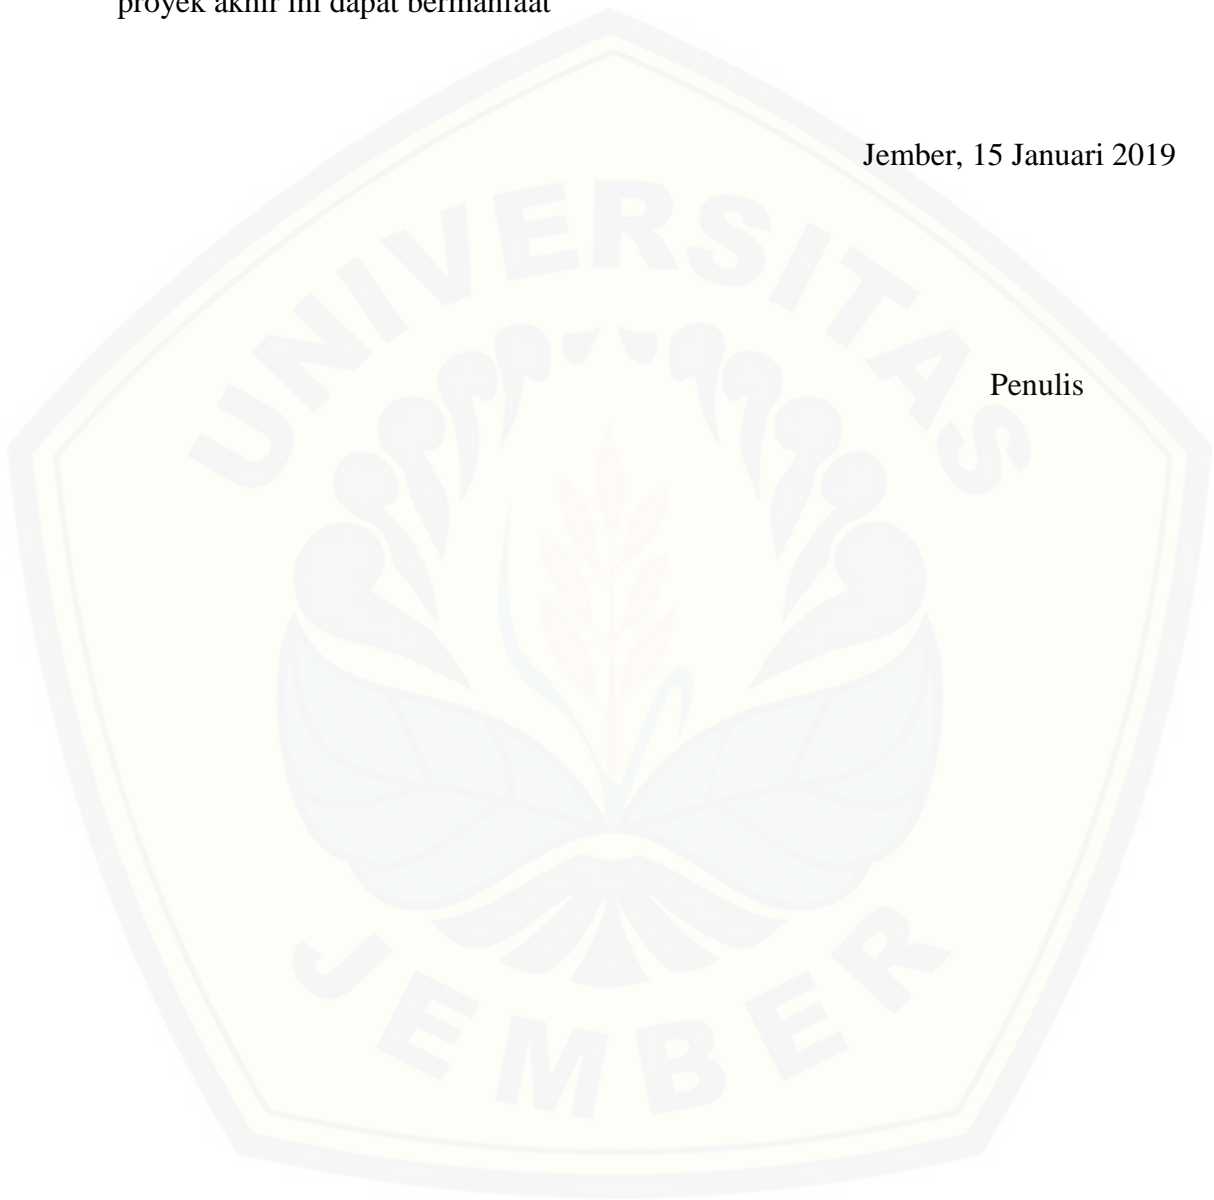 proyek akhir ini dapat bermanfaat
Jember, 15 Januari 2019
UNIVERSITAS
Penulis
JEMBER